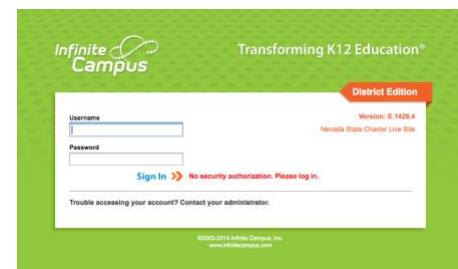 Infinite Campus
Transforming K12 Education®
District Edition
Username
Version: E.1426.4
Nevada State Charter Live Site
Password
Sign In No security authorization. Please log in.
Trouble accessing your account? Contact your administrator.
©2003-2014 Infinite Campus, Inc.
www.infinitecampus.com